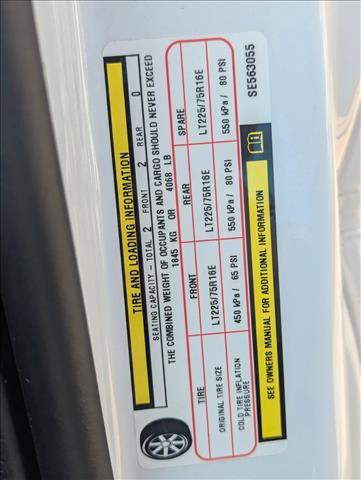 TIRE AND LOADING INFORMATION
SEATING CAPACITY - TOTAL 2 FRONT 2 REAR 0
THE COMBINED WEIGHT OF OCCUPANTS AND CARGO SHOULD NEVER EXCEED
1845 KG OR 4068 LB
TIRE FRONT REAR SPARE
ORIGINAL TIRE SIZE LT225/75R16E LT225/75R16E LT225/75R16E
COLD TIRE INFLATION PRESSURE 450 kPa / 65 PSI 550 kPa / 80 PSI 550 kPa / 80 PSI
SEE OWNERS MANUAL FOR ADDITIONAL INFORMATION
SE563055